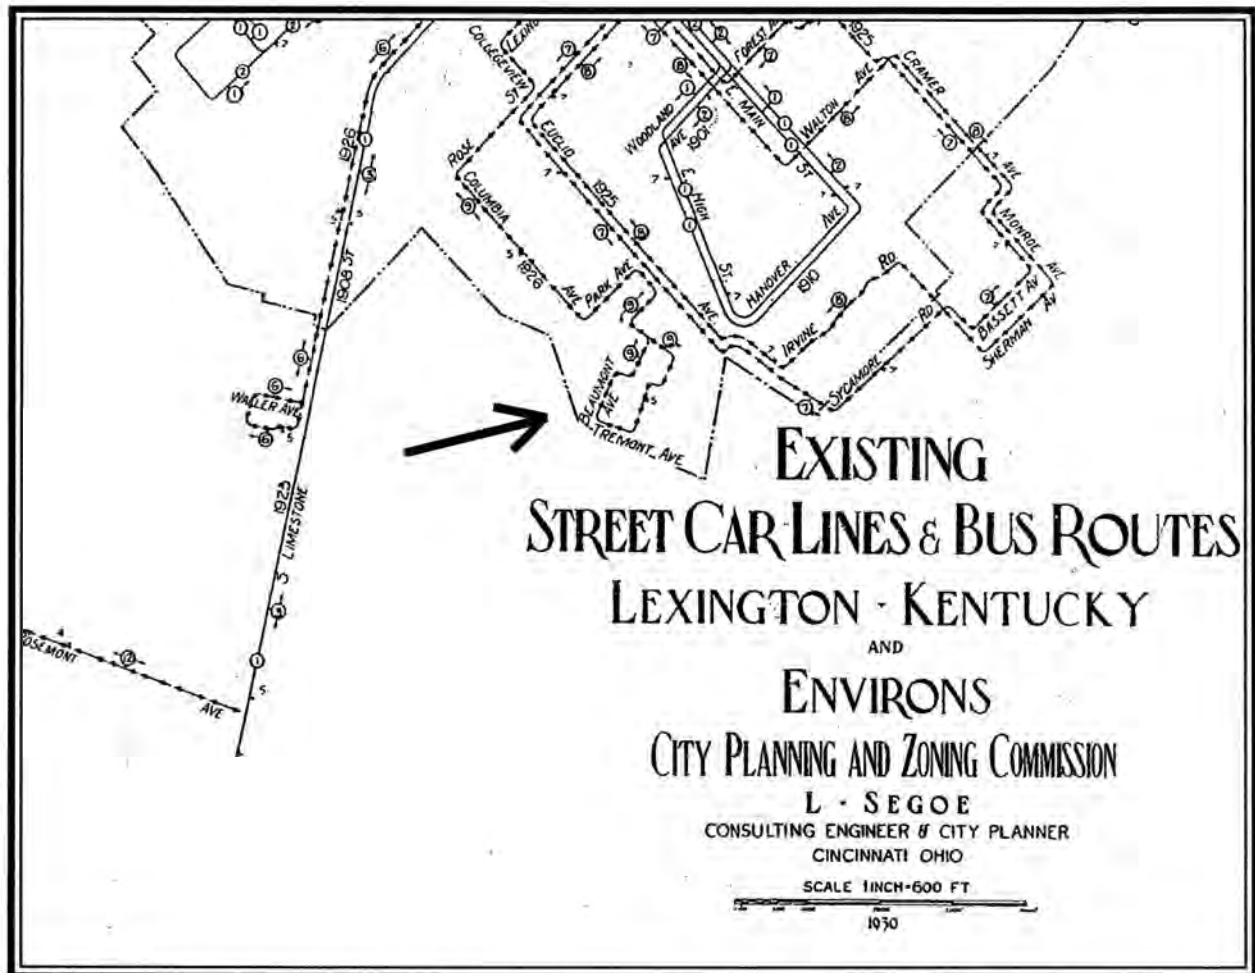 EXISTING
STREET CAR LINES & BUS ROUTES
LEXINGTON - KENTUCKY
AND
ENVIRONS
CITY PLANNING AND ZONING COMMISSION
L - SEGOE
CONSULTING ENGINEER & CITY PLANNER
CINCINNATI OHIO
SCALE 1 INCH=600 FT
1930
COLLEGEVIEW
ROSE
ST
EUCLID
1925
AVE
COLUMBIA
1926
AVE
PARK AVE
BEAUMONT
AVE
TREMONT AVE
WOODLAND
AVE
1901
FOREST AV
E. MAIN
ST
WALTON
AVE
1925
CRAMER
AVE
MONROE
AVE
BASSETT AV
SHERMAN AV
E. HIGH
ST
HANOVER
AVE
1910
IRVINE
RD
SYCAMORE
RD
1926
1908
ST
WALLER AVE
1923
S LIMESTONE
OSEMONT
AVE